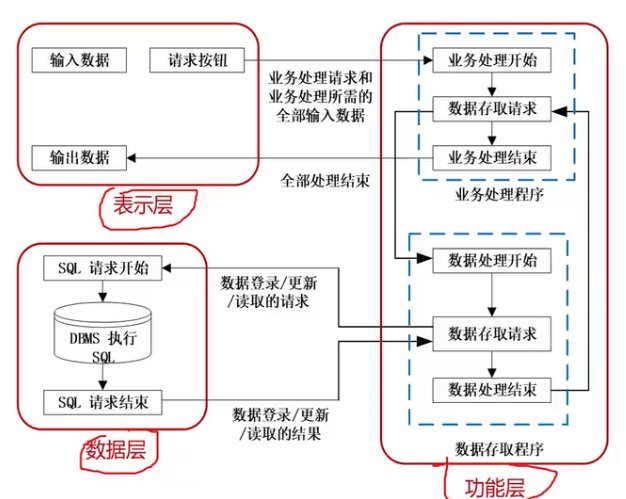 输入数据
请求按钮
业务处理请求和
业务处理所需的
全部输入数据
业务处理开始
数据存取请求
输出数据
业务处理结束
全部处理结束
业务处理程序
表示层
SQL 请求开始
数据登录/更新
/读取的请求
数据处理开始
DBMS 执行
SQL
数据存取请求
SQL 请求结束
数据登录/更新
/读取的结果
数据处理结束
数据层
数据存取程序
功能层